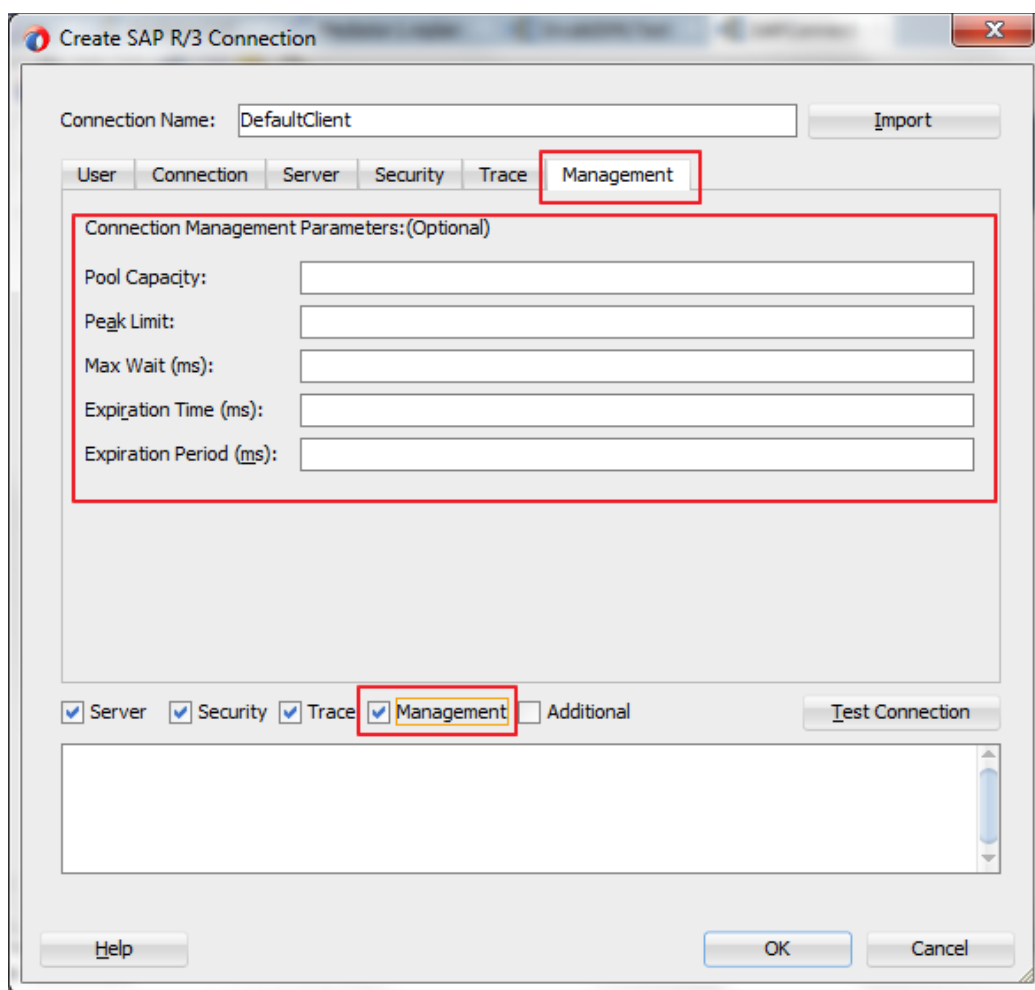 Create SAP R/3 Connection
Connection Name: DefaultClient Import
User Connection Server Security Trace Management
Connection Management Parameters:(Optional)
Pool Capacity:
Peak Limit:
Max Wait (ms):
Expiration Time (ms):
Expiration Period (ms):
Server Security Trace Management Additional Test Connection
Help OK Cancel